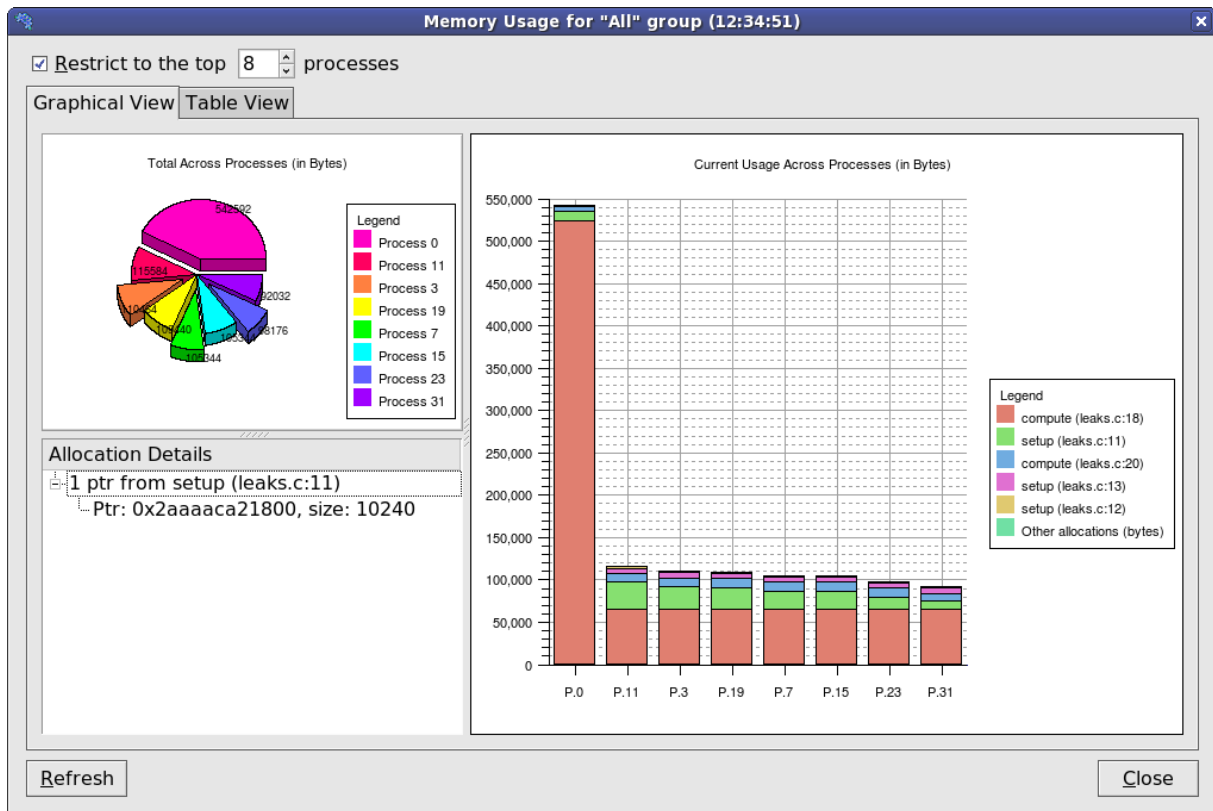 Memory Usage for "All" group (12:34:51)
Restrict to the top 8 processes
Graphical View Table View
Total Across Processes (in Bytes)
542592
115584
105344
92032
Legend
Process 0
Process 11
Process 3
Process 19
Process 7
Process 15
Process 23
Process 31
Allocation Details
1 ptr from setup (leaks.c:11)
Ptr: 0x2aaaaca21800, size: 10240
Current Usage Across Processes (in Bytes)
550,000
500,000
450,000
400,000
350,000
300,000
250,000
200,000
150,000
100,000
50,000
0
P.0 P.11 P.3 P.19 P.7 P.15 P.23 P.31
Legend
compute (leaks.c:18)
setup (leaks.c:11)
compute (leaks.c:20)
setup (leaks.c:13)
setup (leaks.c:12)
Other allocations (bytes)
Refresh
Close